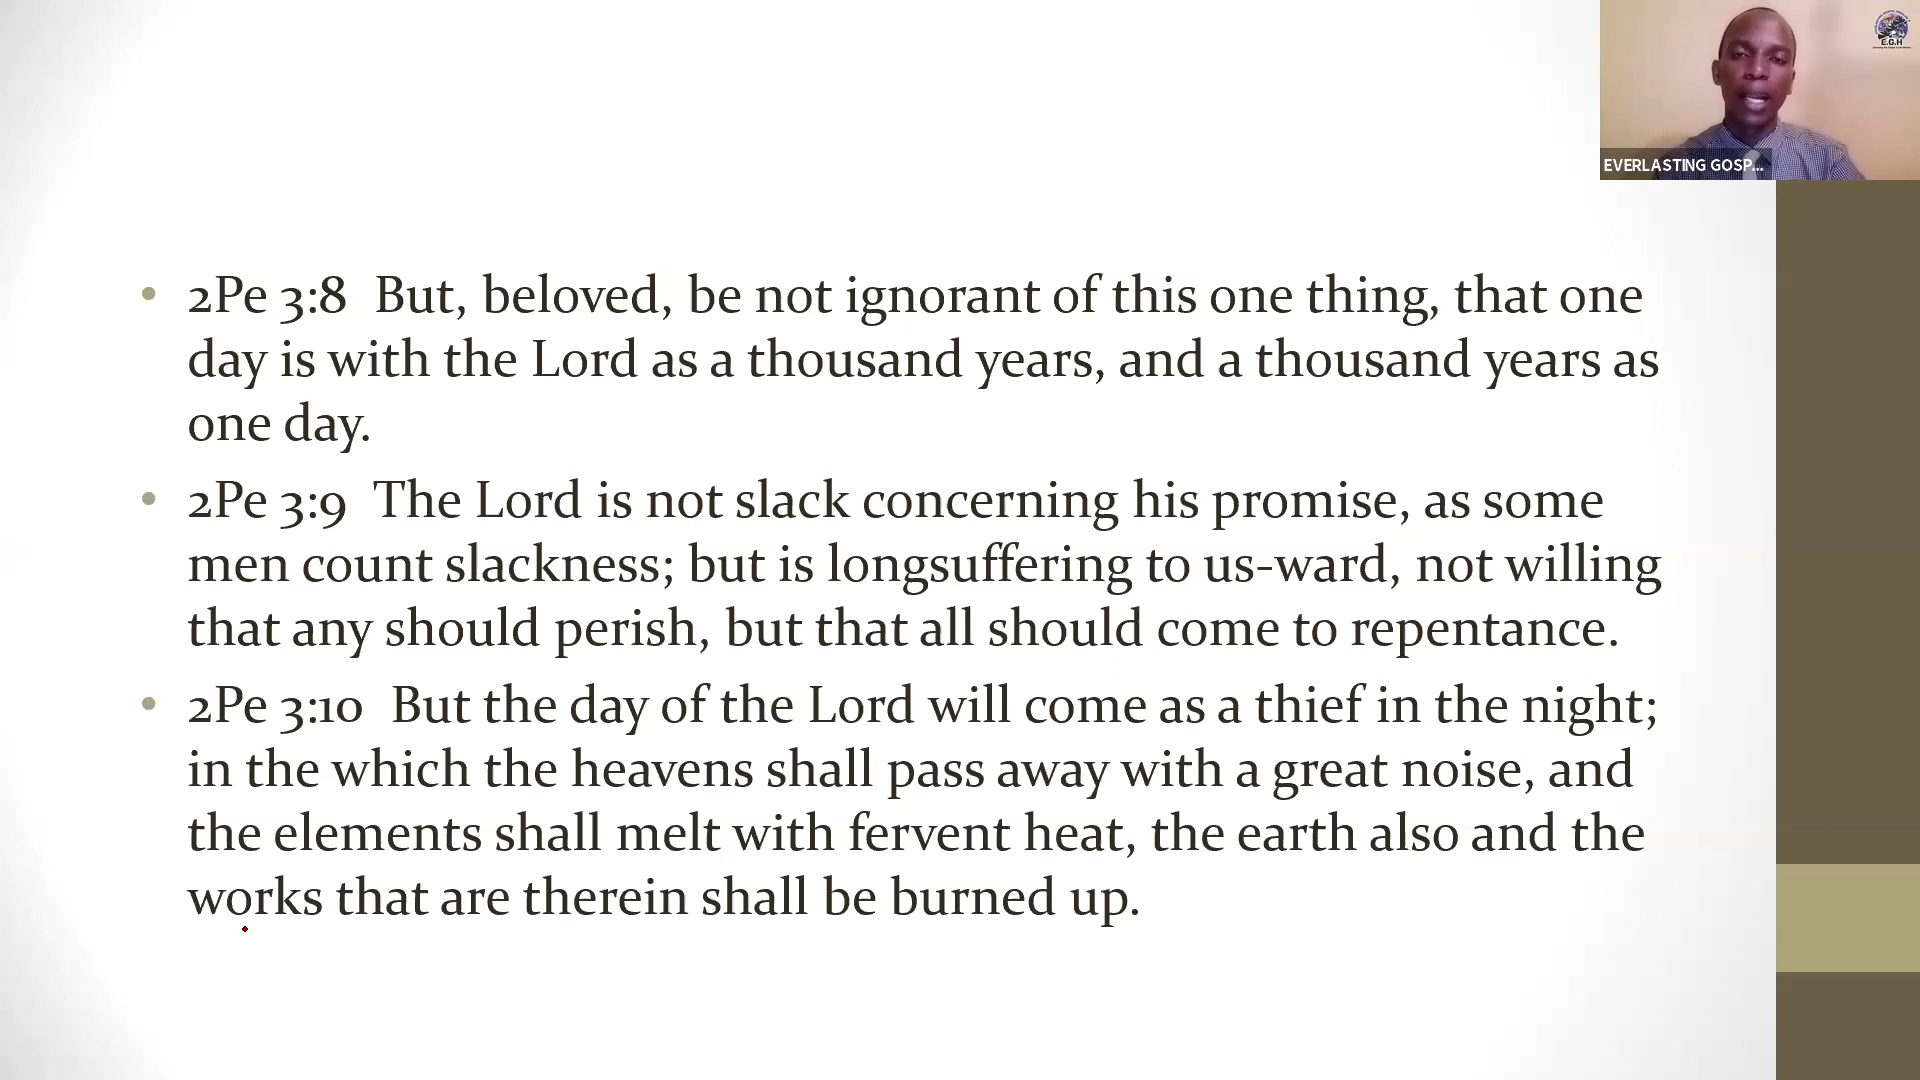 E.G.H
EVERLASTING GOSP...
• 2Pe 3:8 But, beloved, be not ignorant of this one thing, that one
day is with the Lord as a thousand years, and a thousand years as
one day.
• 2Pe 3:9 The Lord is not slack concerning his promise, as some
men count slackness; but is longsuffering to us-ward, not willing
that any should perish, but that all should come to repentance.
• 2Pe 3:10 But the day of the Lord will come as a thief in the night;
in the which the heavens shall pass away with a great noise, and
the elements shall melt with fervent heat, the earth also and the
works that are therein shall be burned up.